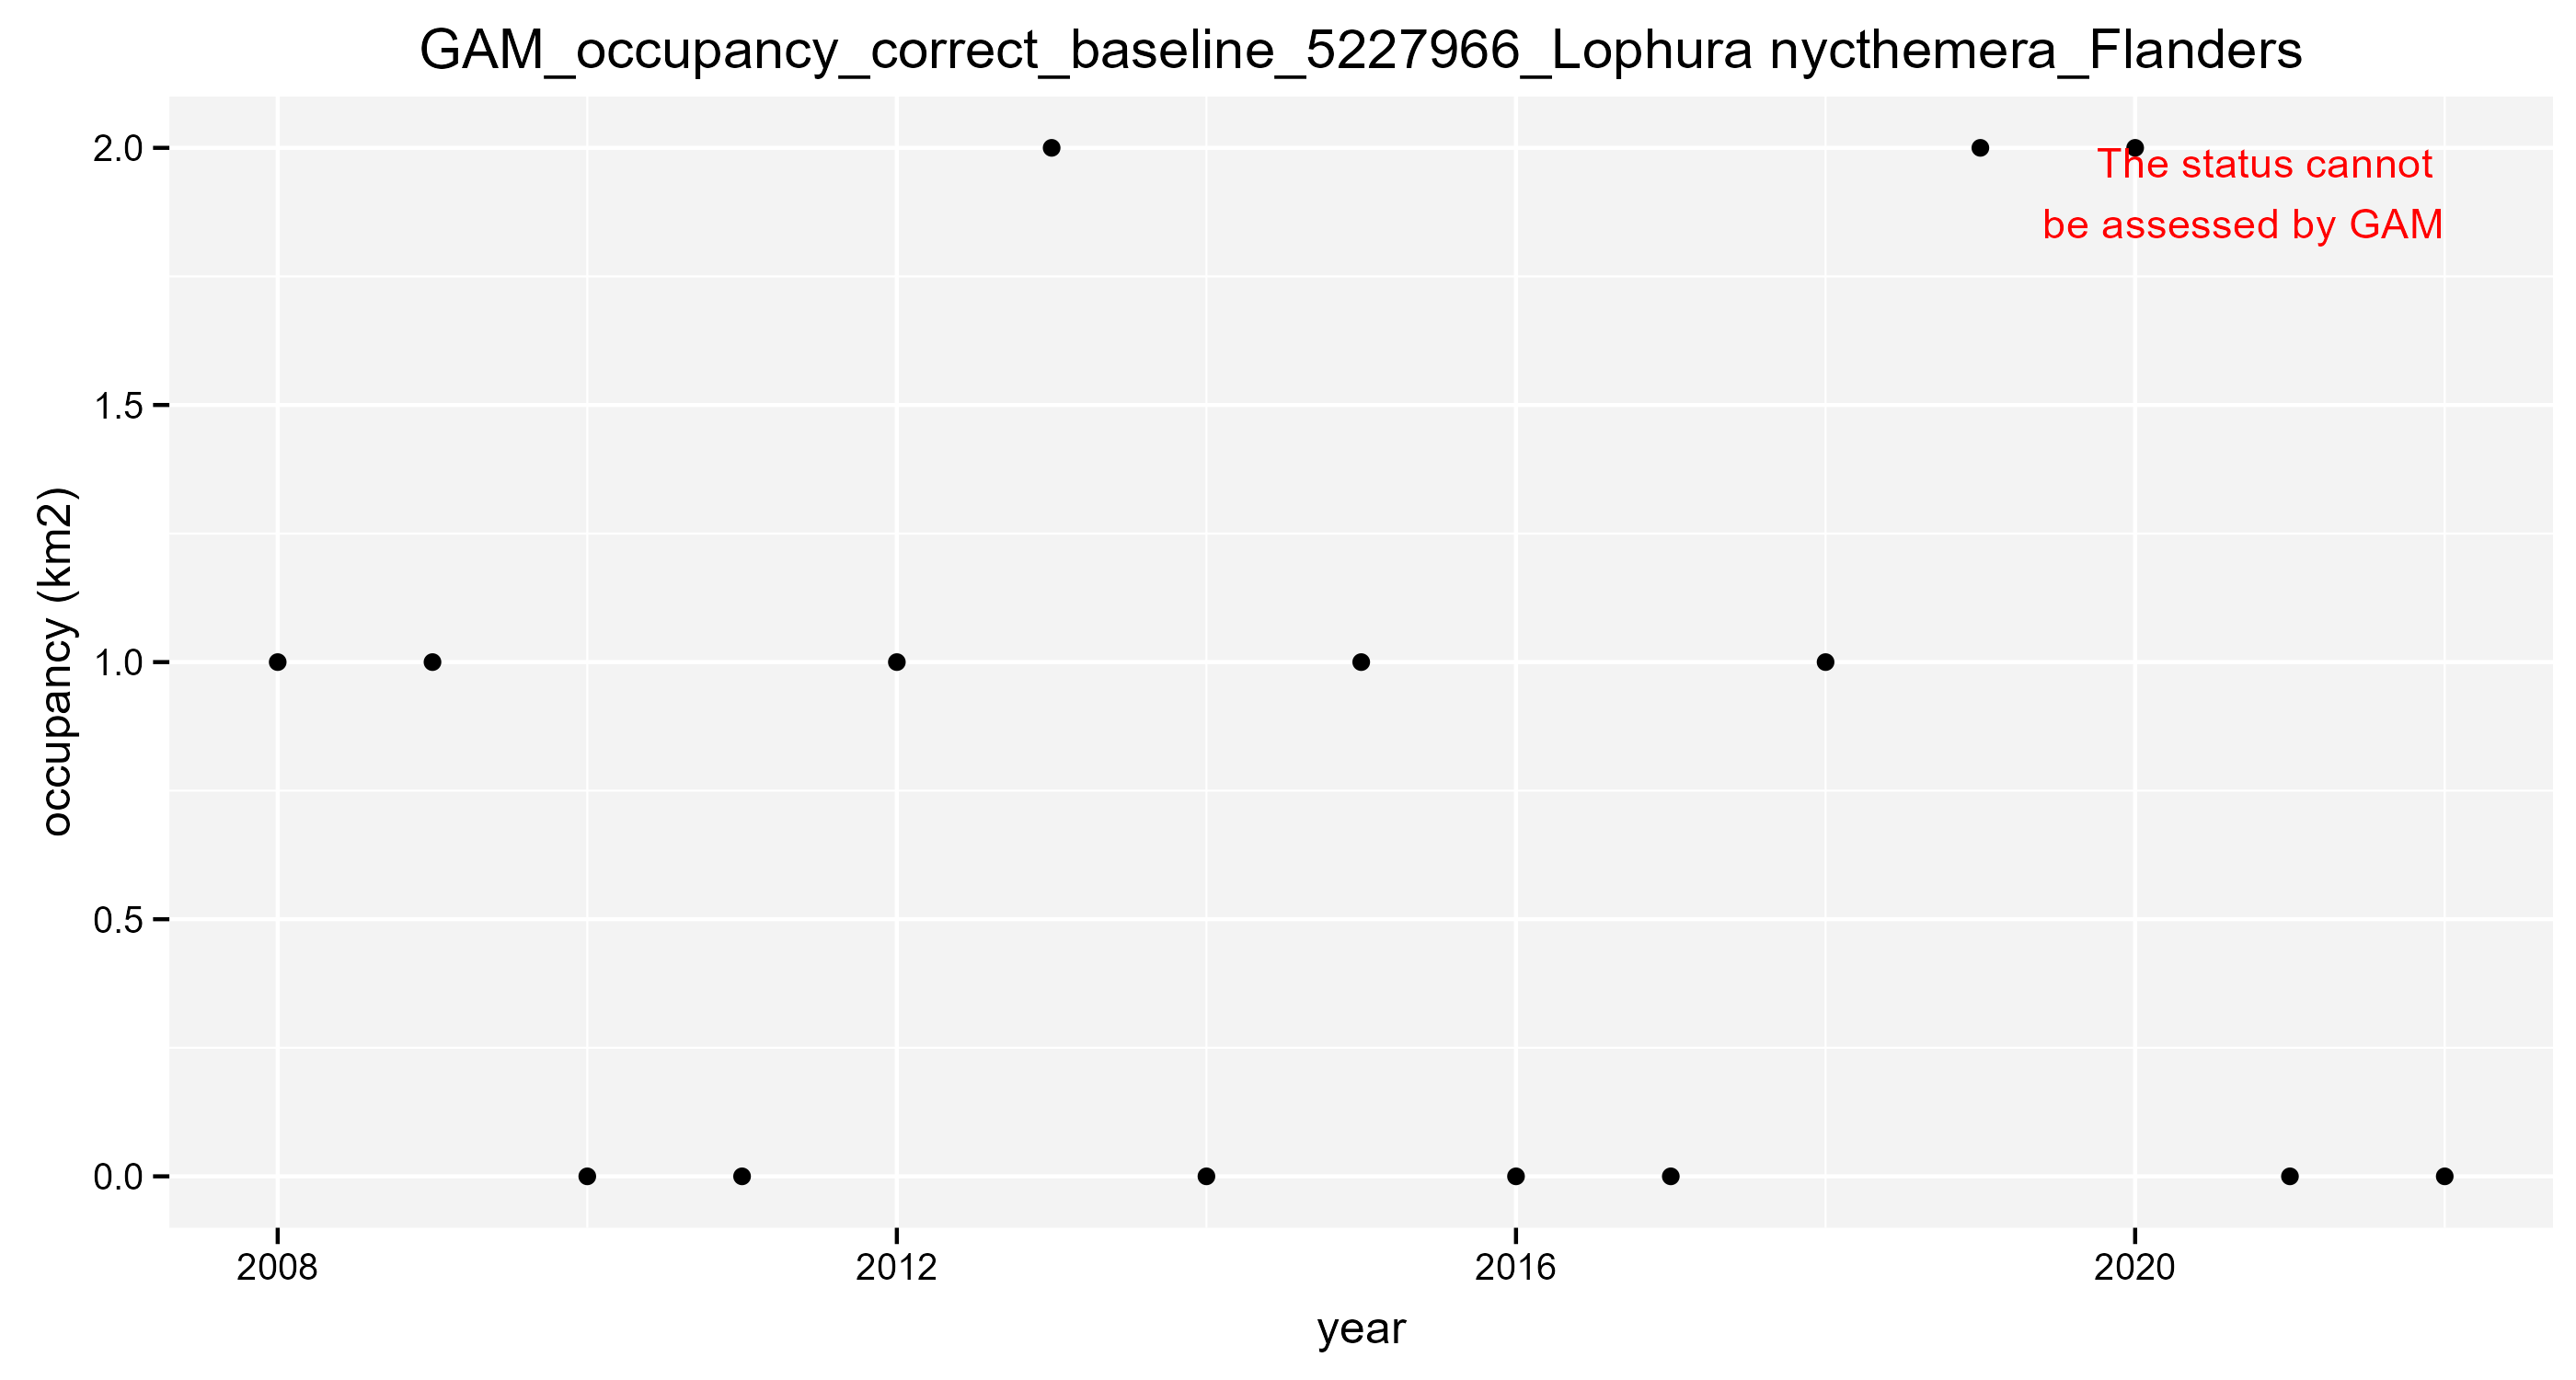 GAM_occupancy_correct_baseline_5227966_Lophura nycthemera_Flanders
2.0
The status cannot
be assessed by GAM
1.5
occupancy (km2)
1.0
0.5
0.0
2008
2012
2016
2020
year